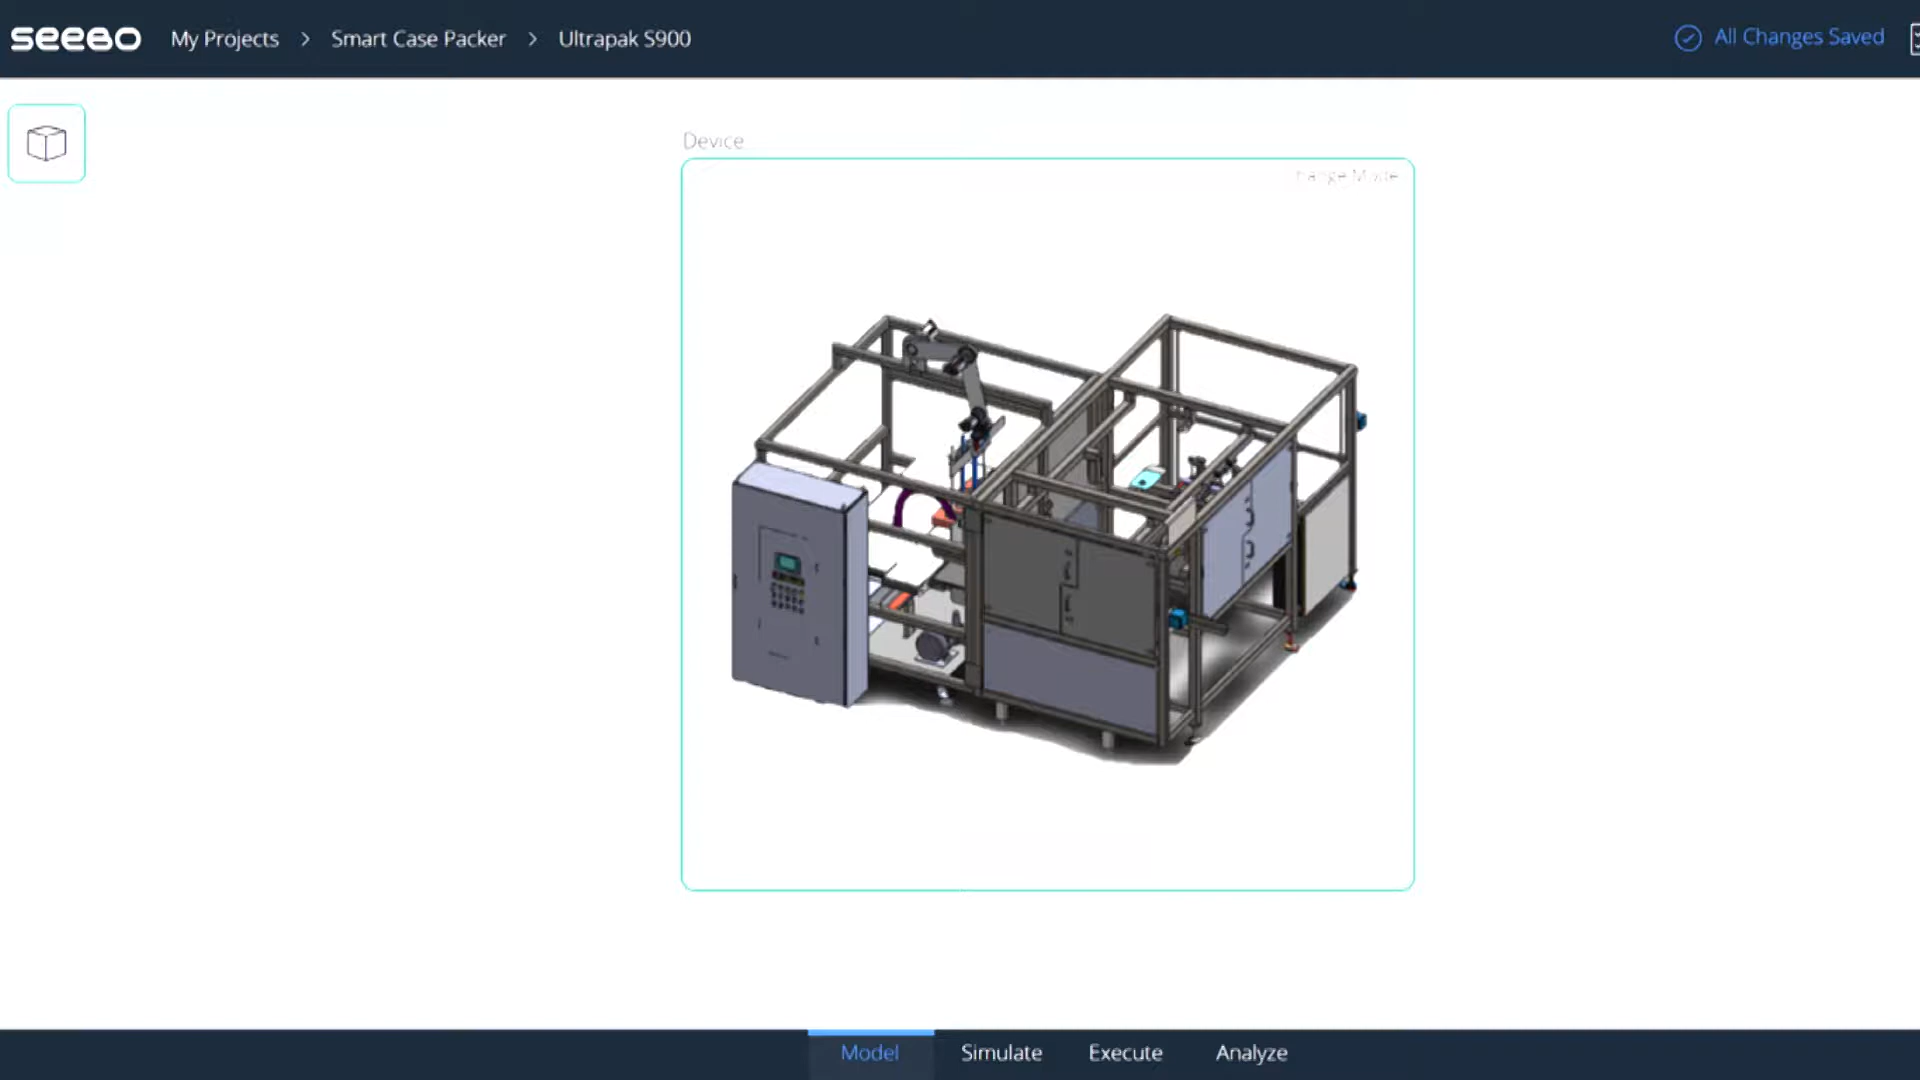 seebo My Projects > Smart Case Packer > Ultrapak S900
All Changes Saved
Device
Model Simulate Execute Analyze